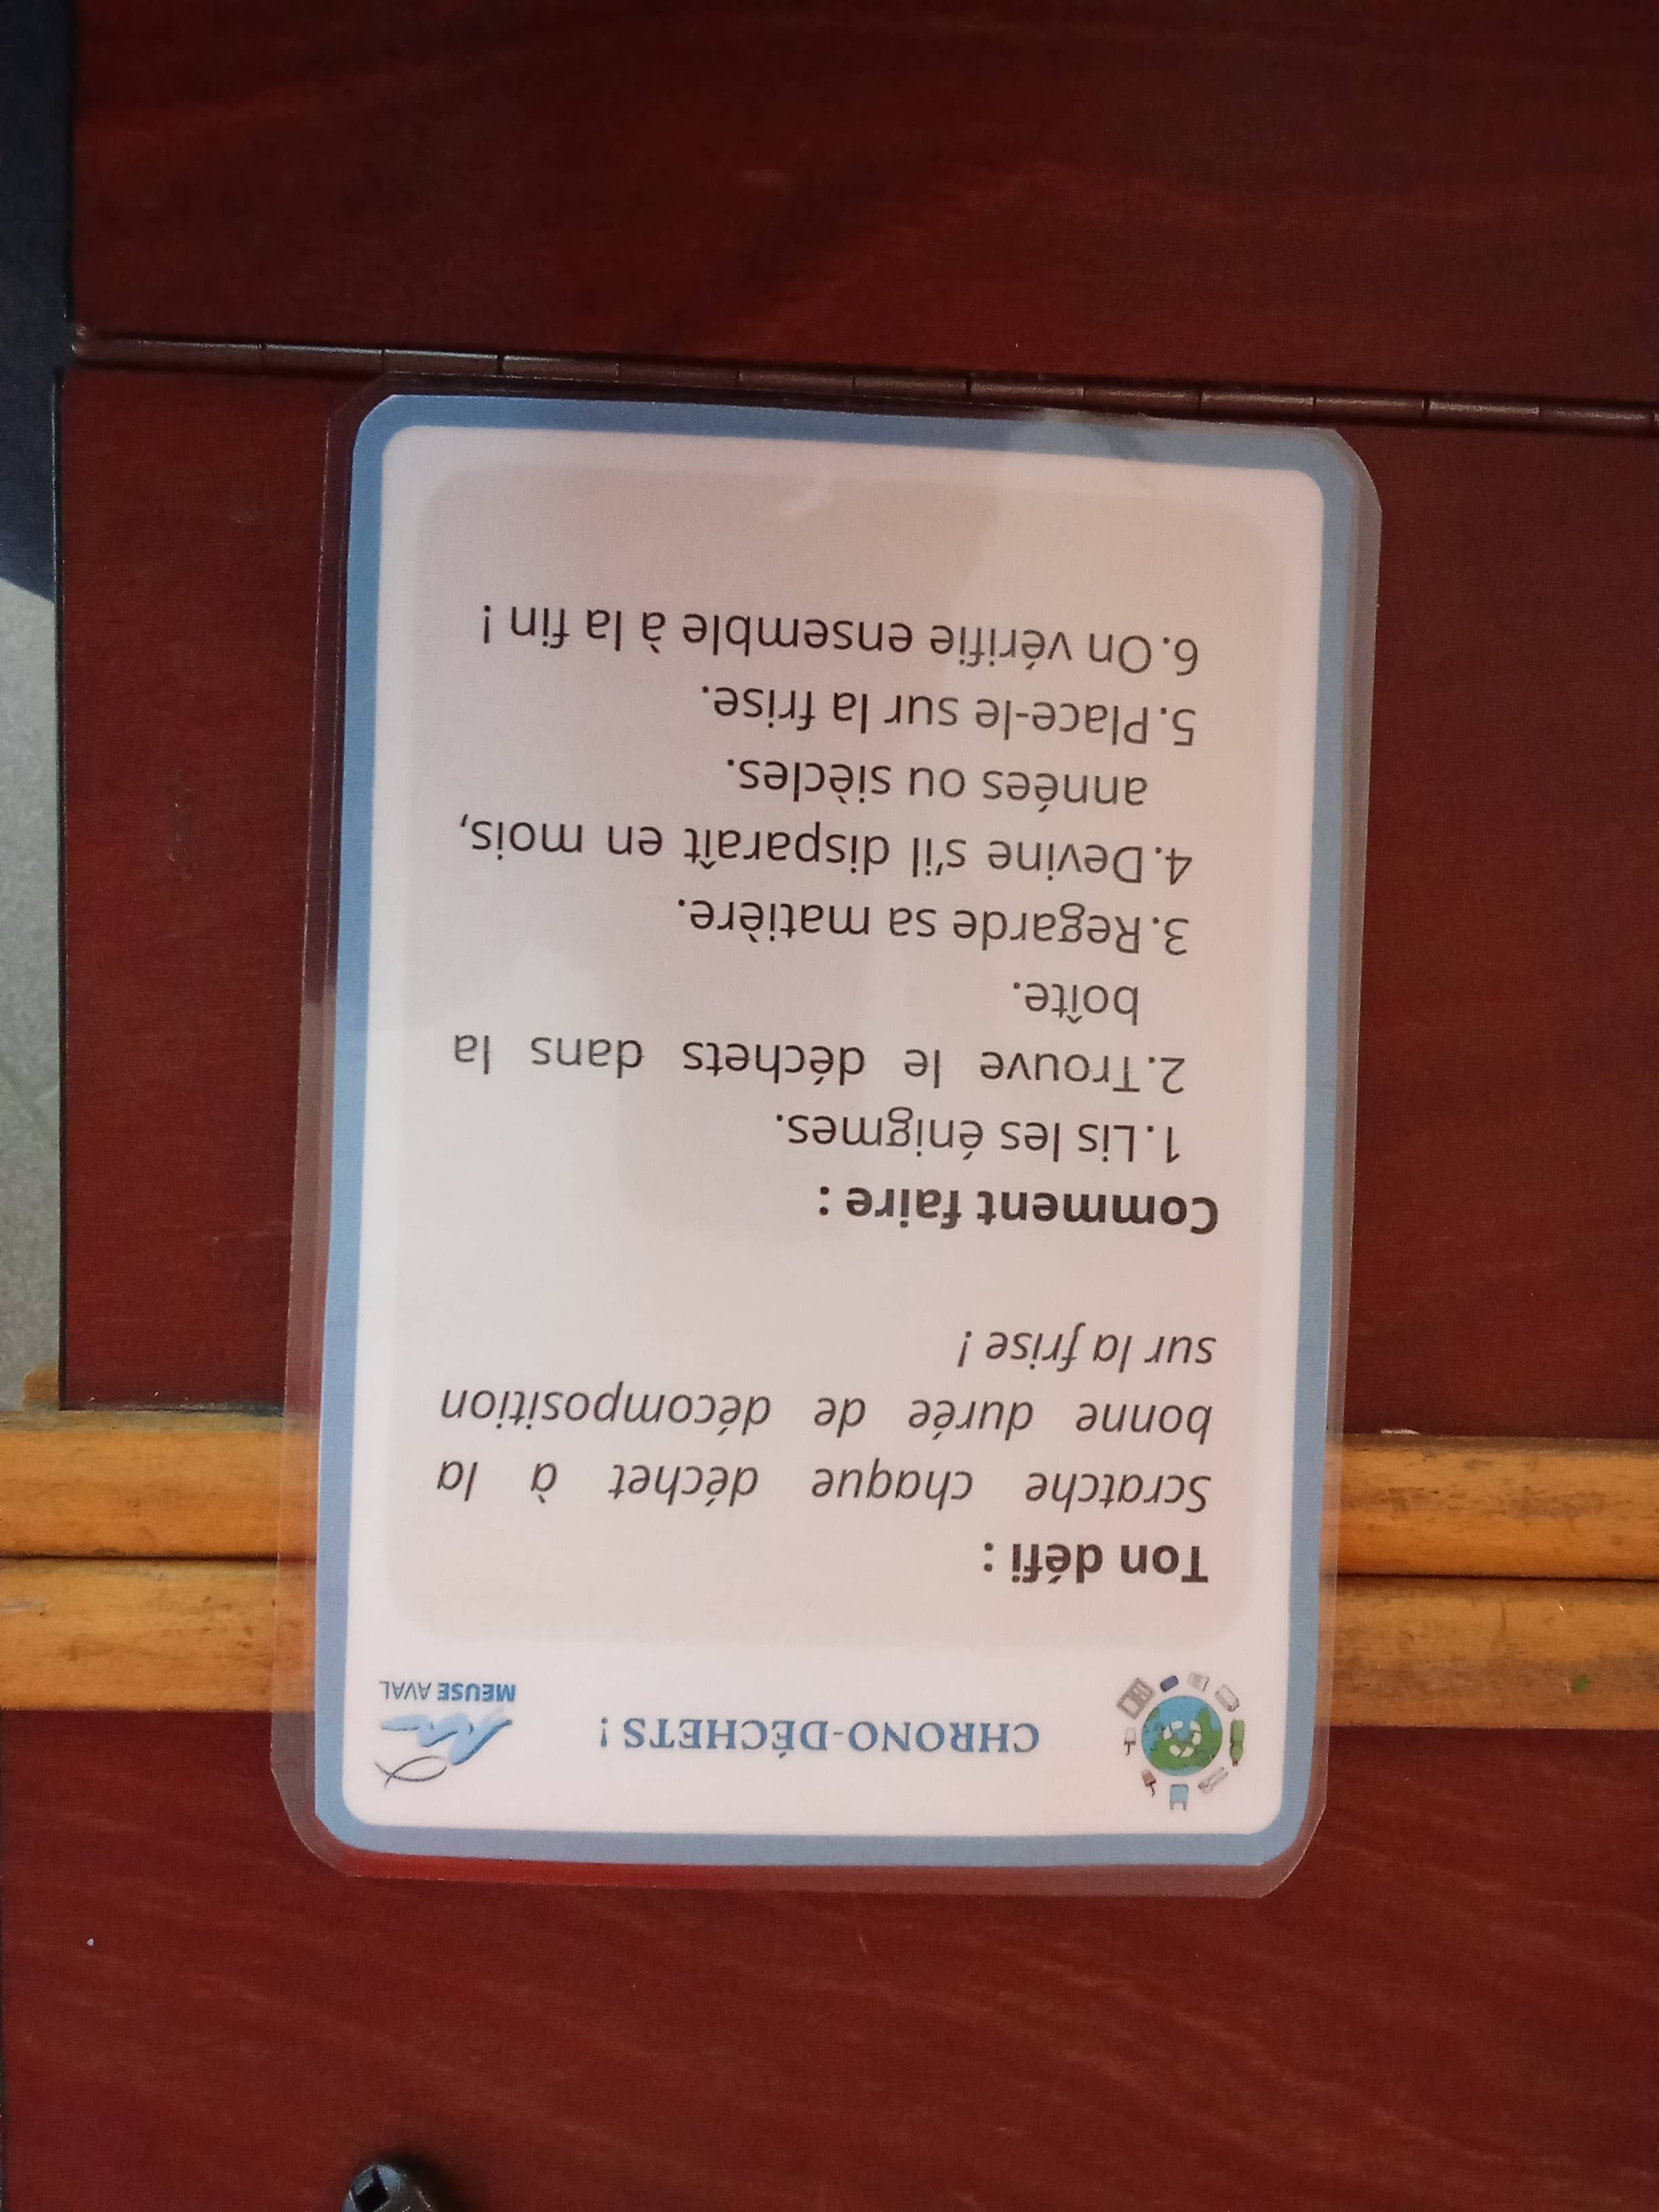 CHRONO-DÉCHETS !
MEUSE AVAL
Ton défi :
Scratche chaque déchet à la
bonne durée de décomposition
sur la frise !
Comment faire :
1. Lis les énigmes.
2. Trouve le déchets dans la
boîte.
3. Regarde sa matière.
4. Devine s'il disparaît en mois,
années ou siècles.
5. Place-le sur la frise.
6. On vérifie ensemble à la fin !